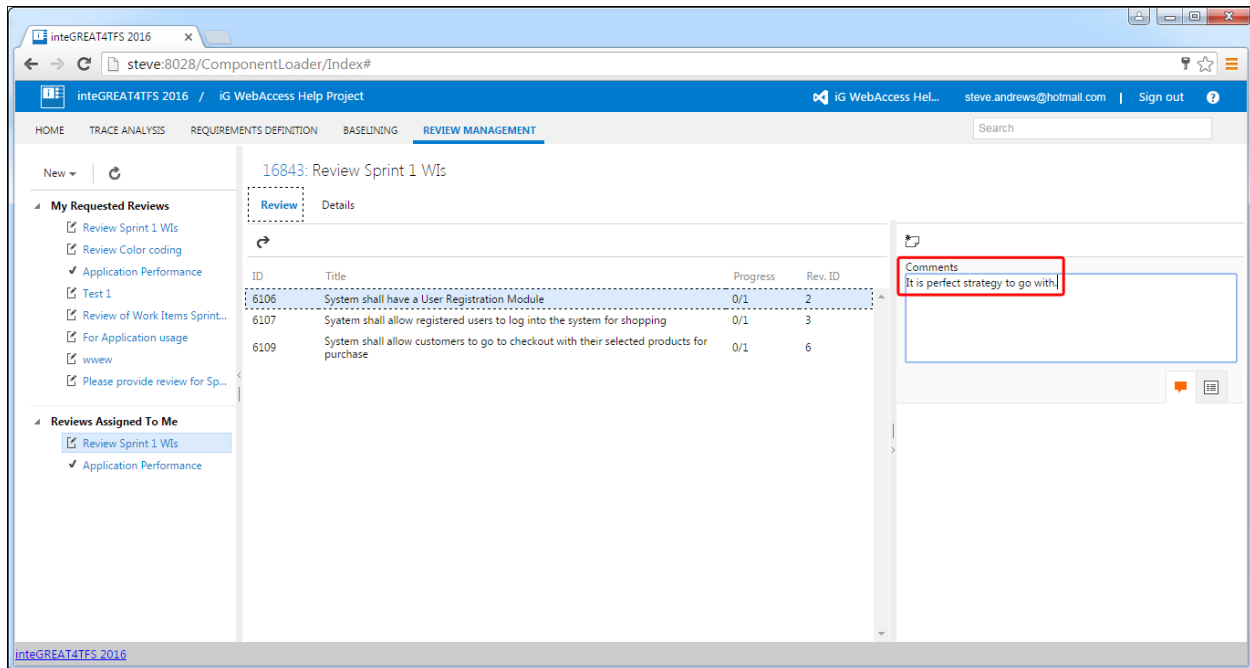 inteGREAT4TFS 2016
steve:8028/ComponentLoader/Index#
inteGREAT4TFS 2016 / iG WebAccess Help Project
iG WebAccess Hel...
steve.andrews@hotmail.com | Sign out ?
HOME TRACE ANALYSIS REQUIREMENTS DEFINITION BASELINING REVIEW MANAGEMENT
Search
New
My Requested Reviews
Review Sprint 1 WIs
Review Color coding
Application Performance
Test 1
Review of Work Items Sprint...
For Application usage
wwew
Please provide review for Sp...
Reviews Assigned To Me
Review Sprint 1 WIs
Application Performance
16843: Review Sprint 1 WIs
Review Details
ID Title Progress Rev. ID
6106 System shall have a User Registration Module 0/1 2
6107 Syatem shall allow registered users to log into the system for shopping 0/1 3
6109 System shall allow customers to go to checkout with their selected products for
purchase 0/1 6
Comments
It is perfect strategy to go with.
inteGREAT4TFS 2016